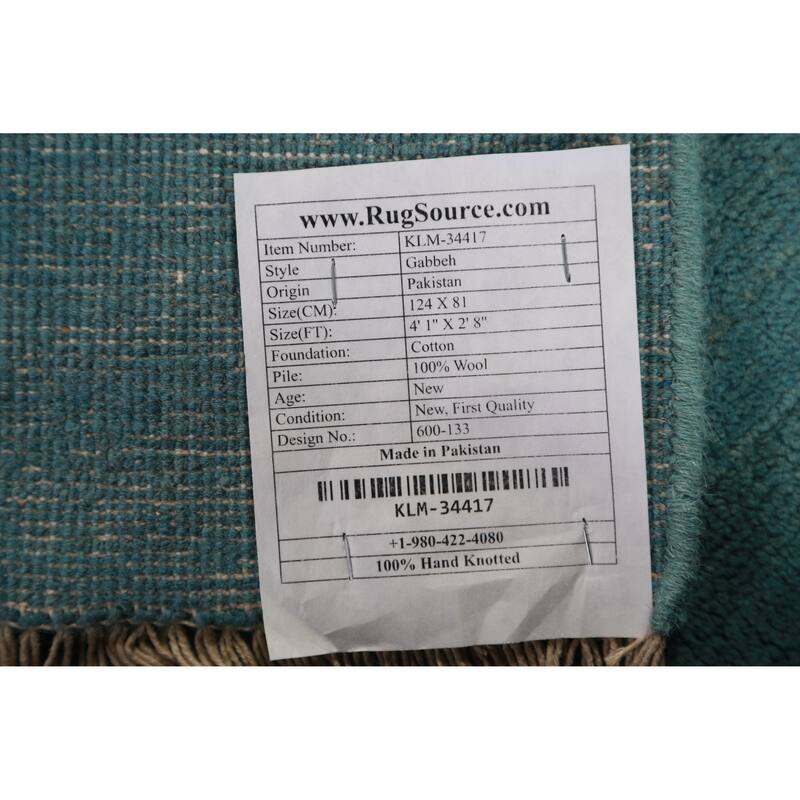 www.RugSource.com
Item Number: KLM-34417
Style Gabbeh
Origin Pakistan
Size(CM): 124 X 81
Size(FT): 4' 1" X 2' 8"
Foundation: Cotton
Pile: 100% Wool
Age: New
Condition: New, First Quality
Design No.: 600-133
Made in Pakistan
KLM-34417
+1-980-422-4080
100% Hand Knotted